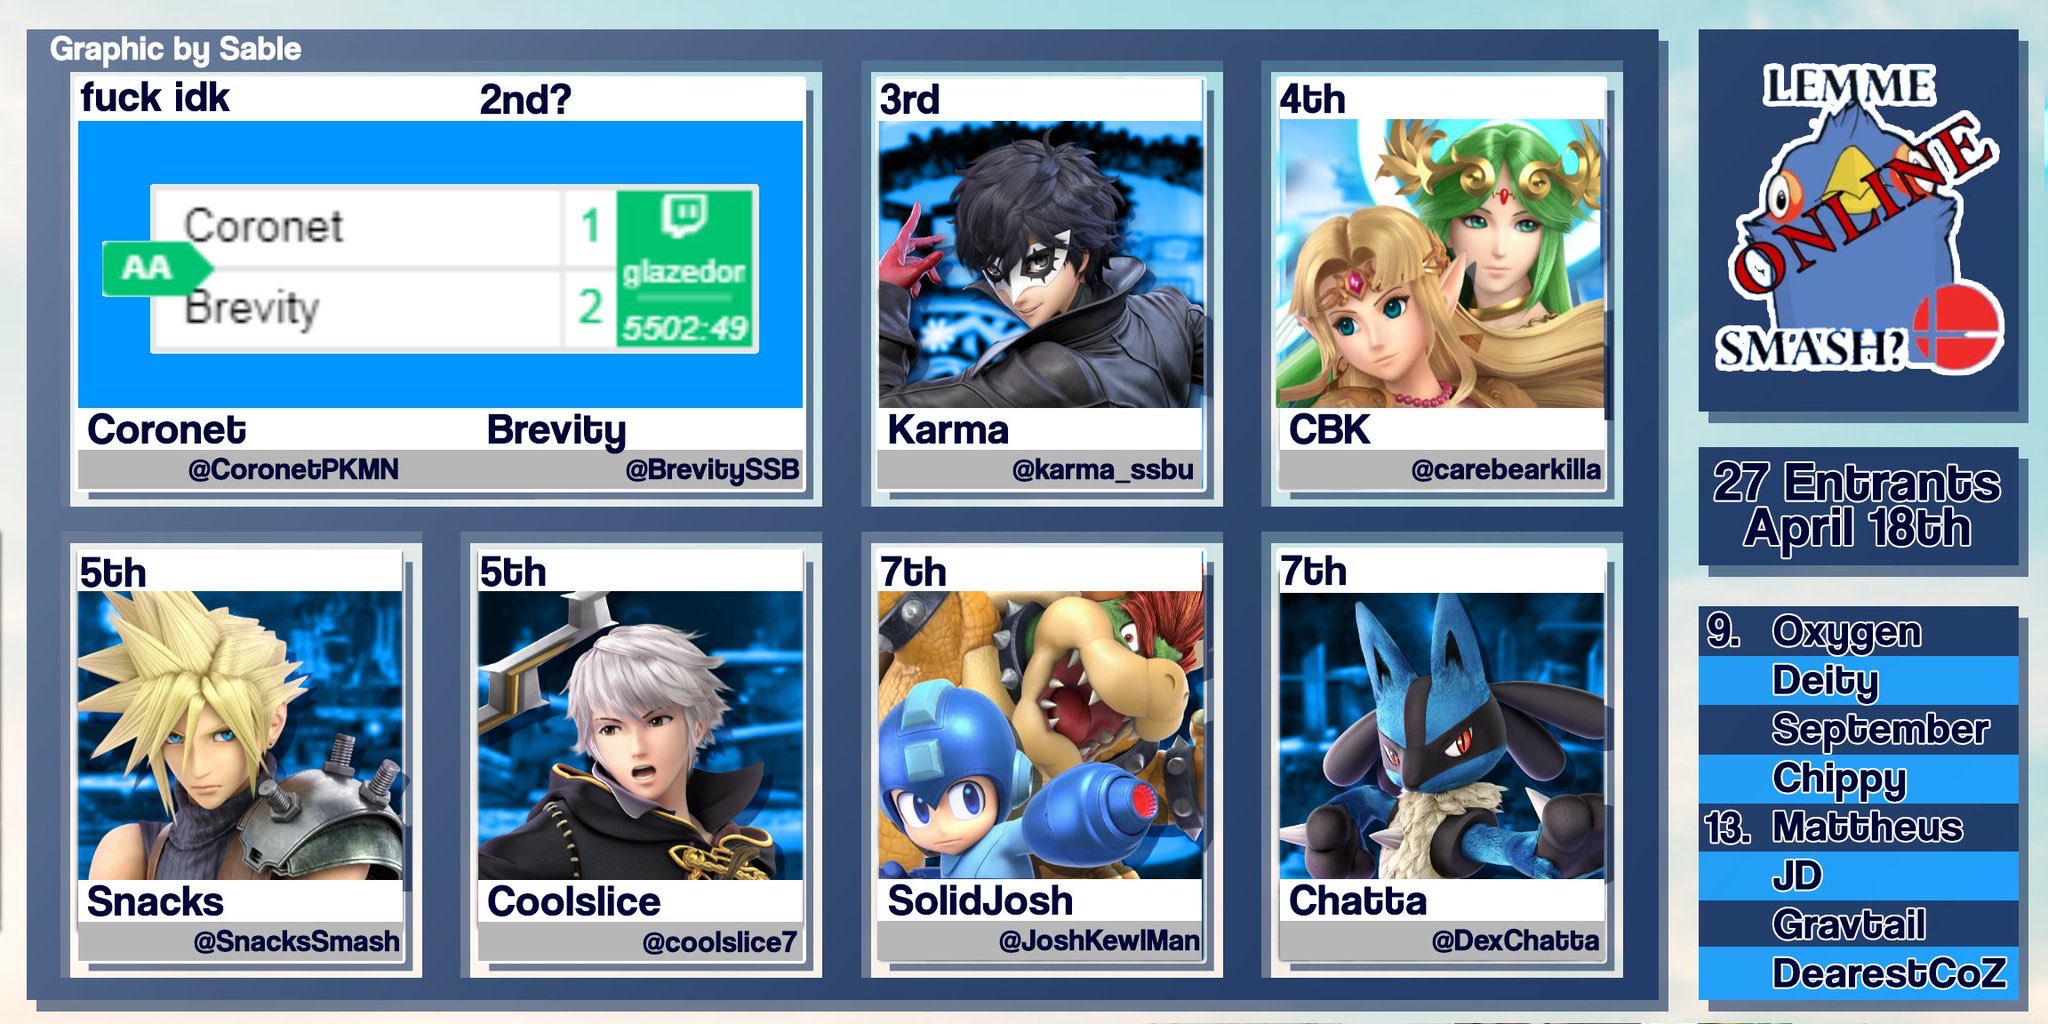 Graphic by Sable
fuck idk
2nd?
Coronet 1
AA
Brevity 2
glazedon
5502:49
Coronet
Brevity
@CoronetPKMN
@BrevitySSB
3rd
Karma
@karma_ssbu
4th
CBK
@carebearkilla
5th
Snacks
@SnacksSmash
5th
Coolslice
@coolslice7
7th
SolidJosh
@JoshKewlMan
7th
Chatta
@DexChatta
LEMME
ONLINE
SMASH?
27 Entrants
April 18th
9. Oxygen
Deity
September
Chippy
13. Mattheus
JD
Gravtail
DearestCoZ